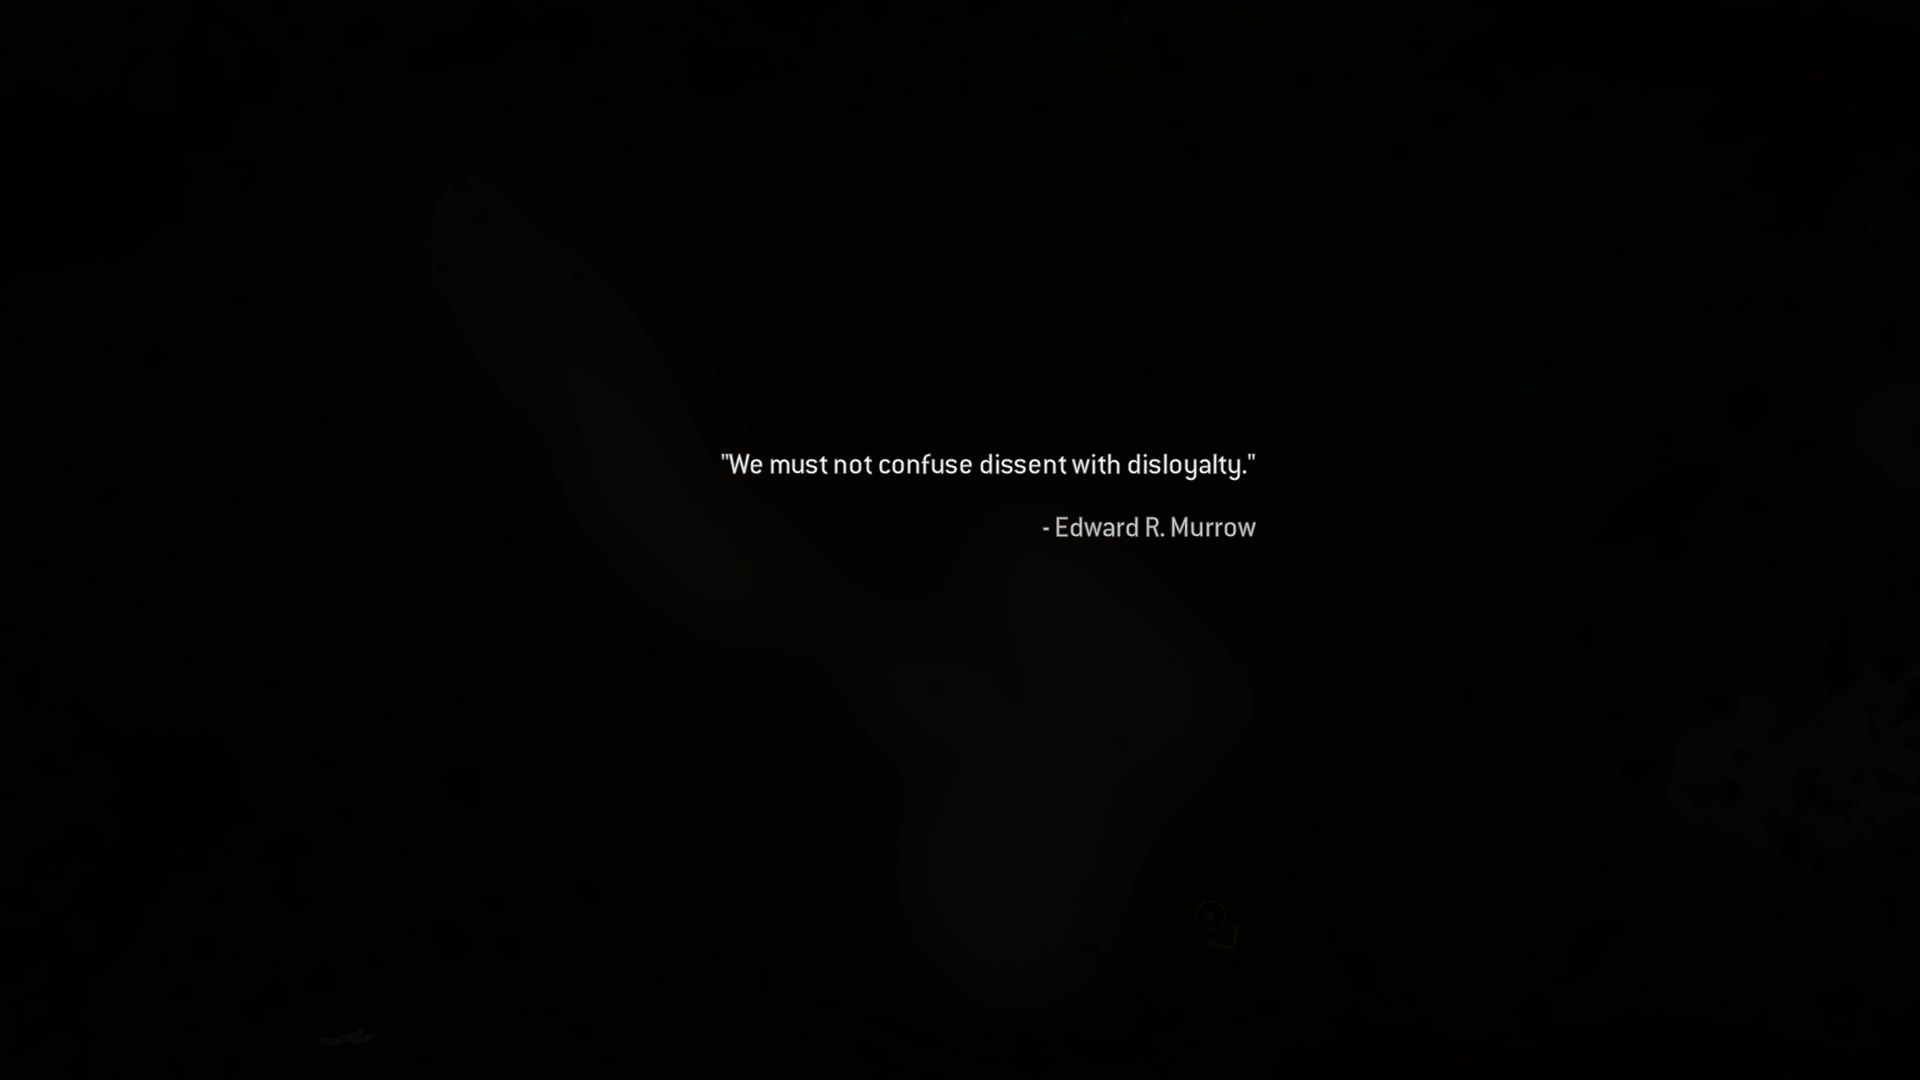 "We must not confuse dissent with disloyalty."
- Edward R. Murrow